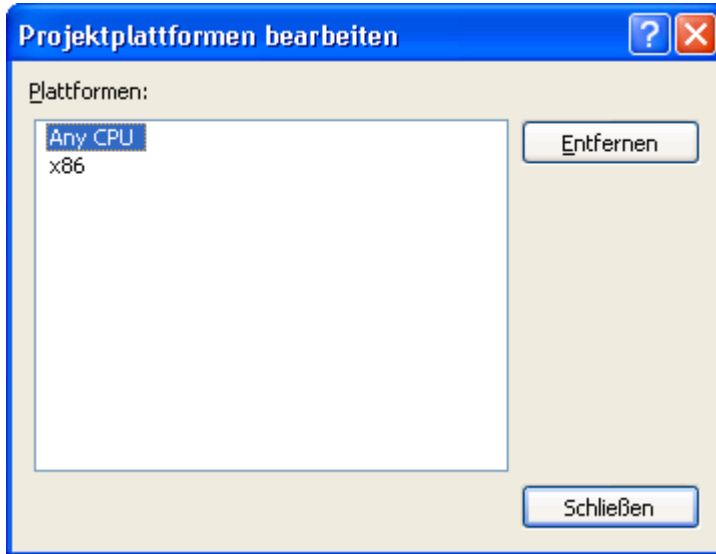 Projektplattformen bearbeiten
Plattformen:
Any CPU
x86
Entfernen
Schließen